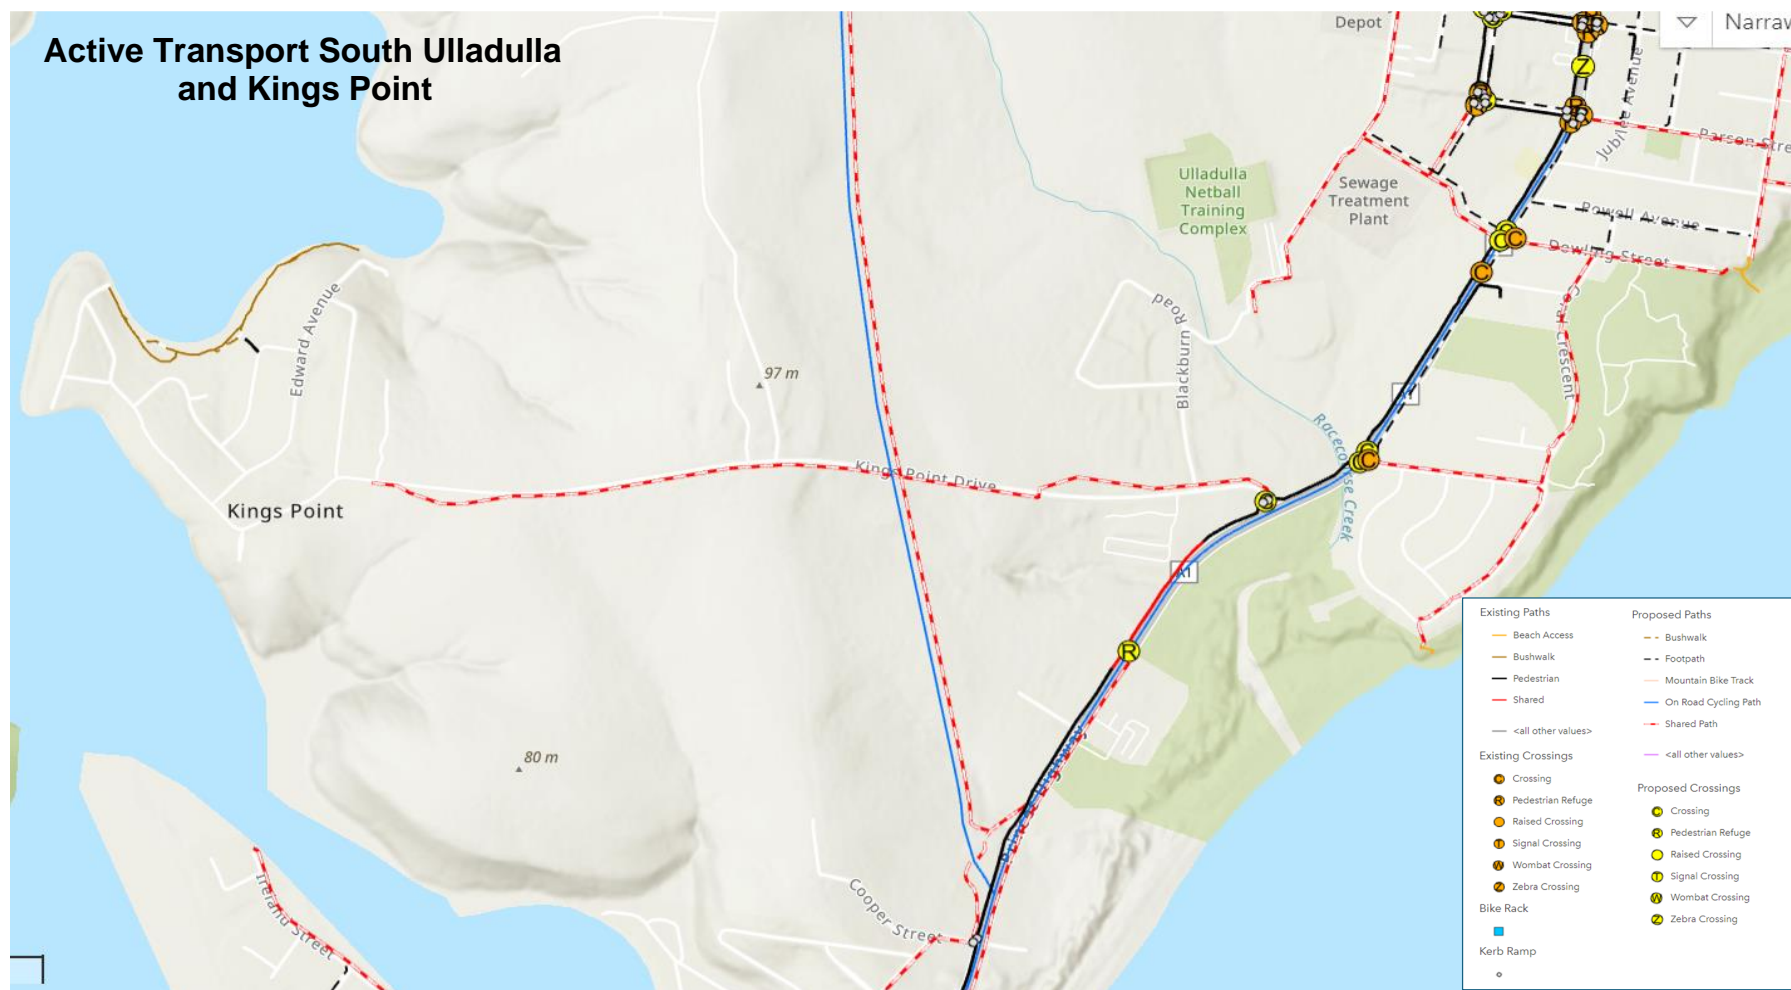 Active Transport South Ulladulla
and Kings Point
Depot
Narraw
Z
Jubilee Avenue
Parson Stre
Ulladulla
Netball
Training
Complex
Sewage
Treatment
Plant
Powell Avenue
C
C
Dowling Street
C
Coral Crescent
Edward Avenue
Blackburn Road
97 m
A1
Racecourse Creek
C
C
Kings Point Drive
Kings Point
A1
R
Princes Highway
80 m
Cooper Street
Ireland Street
Existing Paths
Beach Access
Bushwalk
Pedestrian
Shared
<all other values>
Existing Crossings
C Crossing
R Pedestrian Refuge
Raised Crossing
T Signal Crossing
W Wombat Crossing
Z Zebra Crossing
Bike Rack
Kerb Ramp
Proposed Paths
Bushwalk
Footpath
Mountain Bike Track
On Road Cycling Path
Shared Path
<all other values>
Proposed Crossings
C Crossing
R Pedestrian Refuge
Raised Crossing
T Signal Crossing
W Wombat Crossing
Z Zebra Crossing